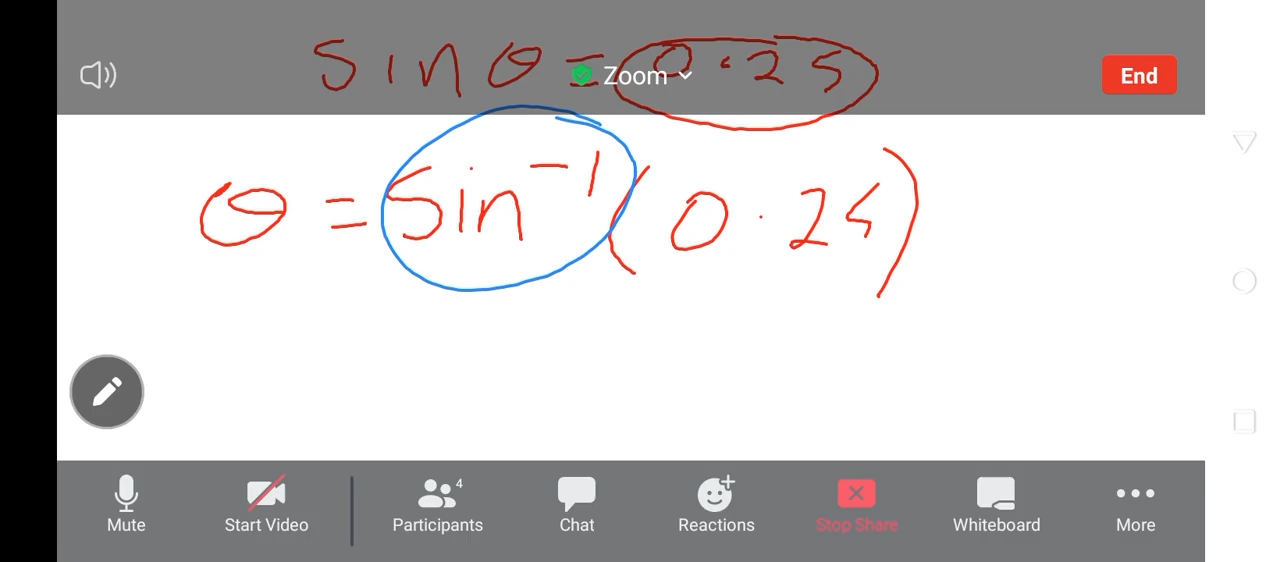 sin θ = 0.25
Zoom
End
θ = Sin⁻¹(0.25)
4
Mute
Start Video
Participants
Chat
Reactions
Stop Share
Whiteboard
More